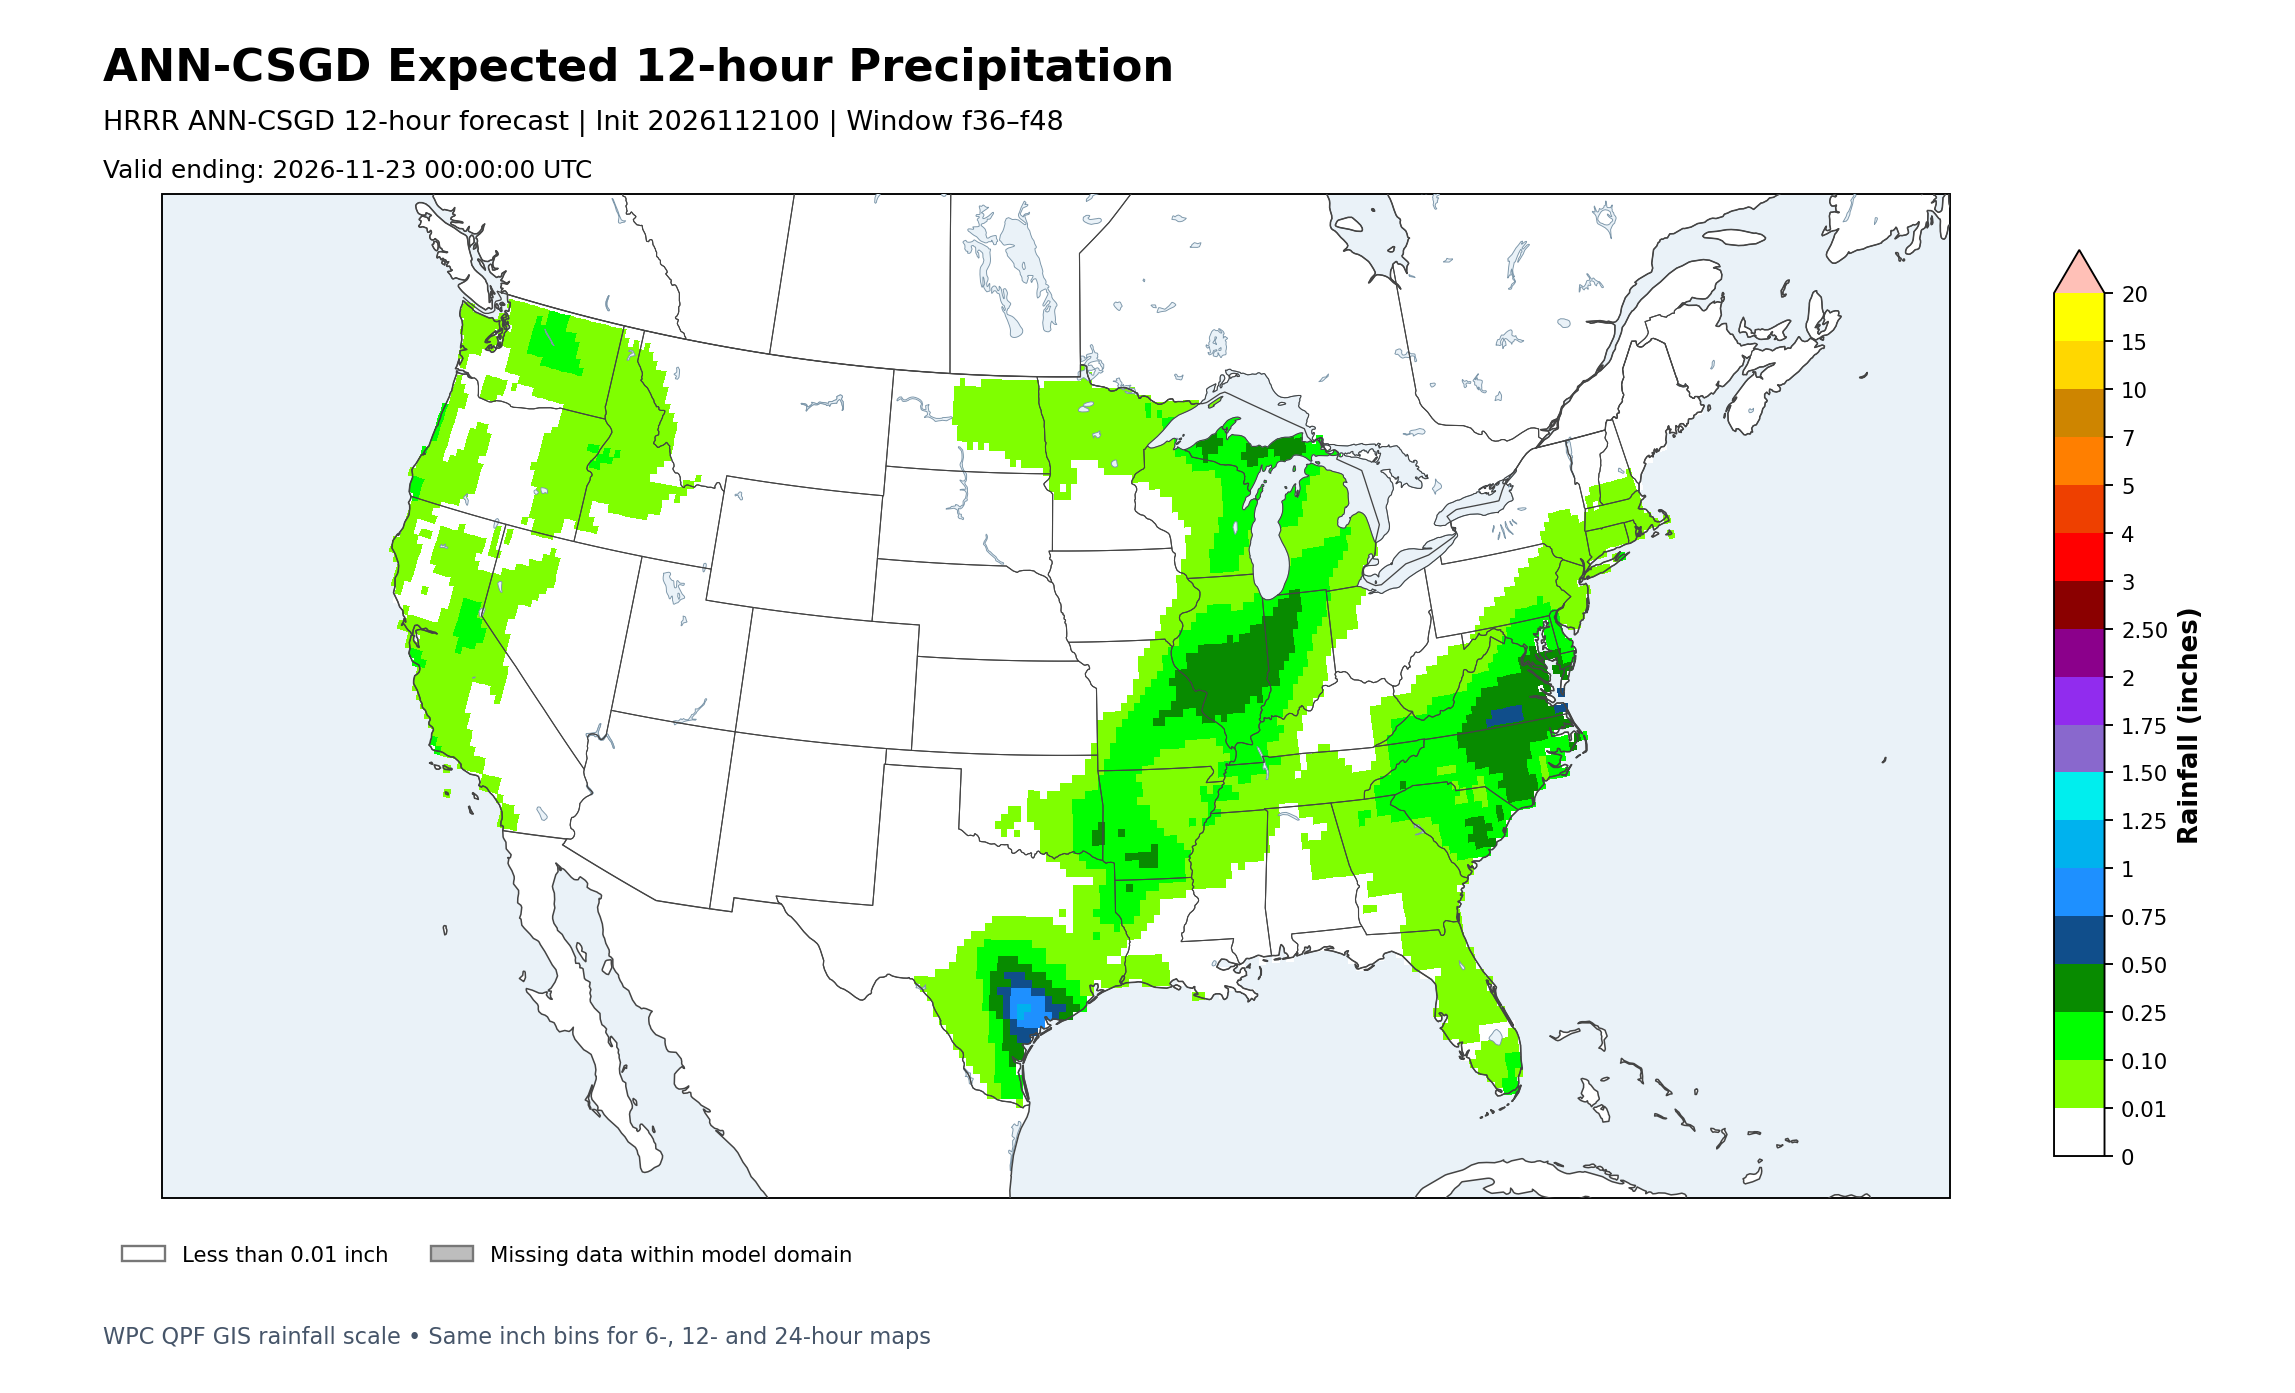 ANN-CSGD Expected 12-hour Precipitation
HRRR ANN-CSGD 12-hour forecast | Init 2026112100 | Window f36–f48
Valid ending: 2026-11-23 00:00:00 UTC
20
15
10
7
5
4
3
2.50
2
1.75
1.50
1.25
1
0.75
0.50
0.25
0.10
0.01
0
Rainfall (inches)
Less than 0.01 inch
Missing data within model domain
WPC QPF GIS rainfall scale • Same inch bins for 6-, 12- and 24-hour maps